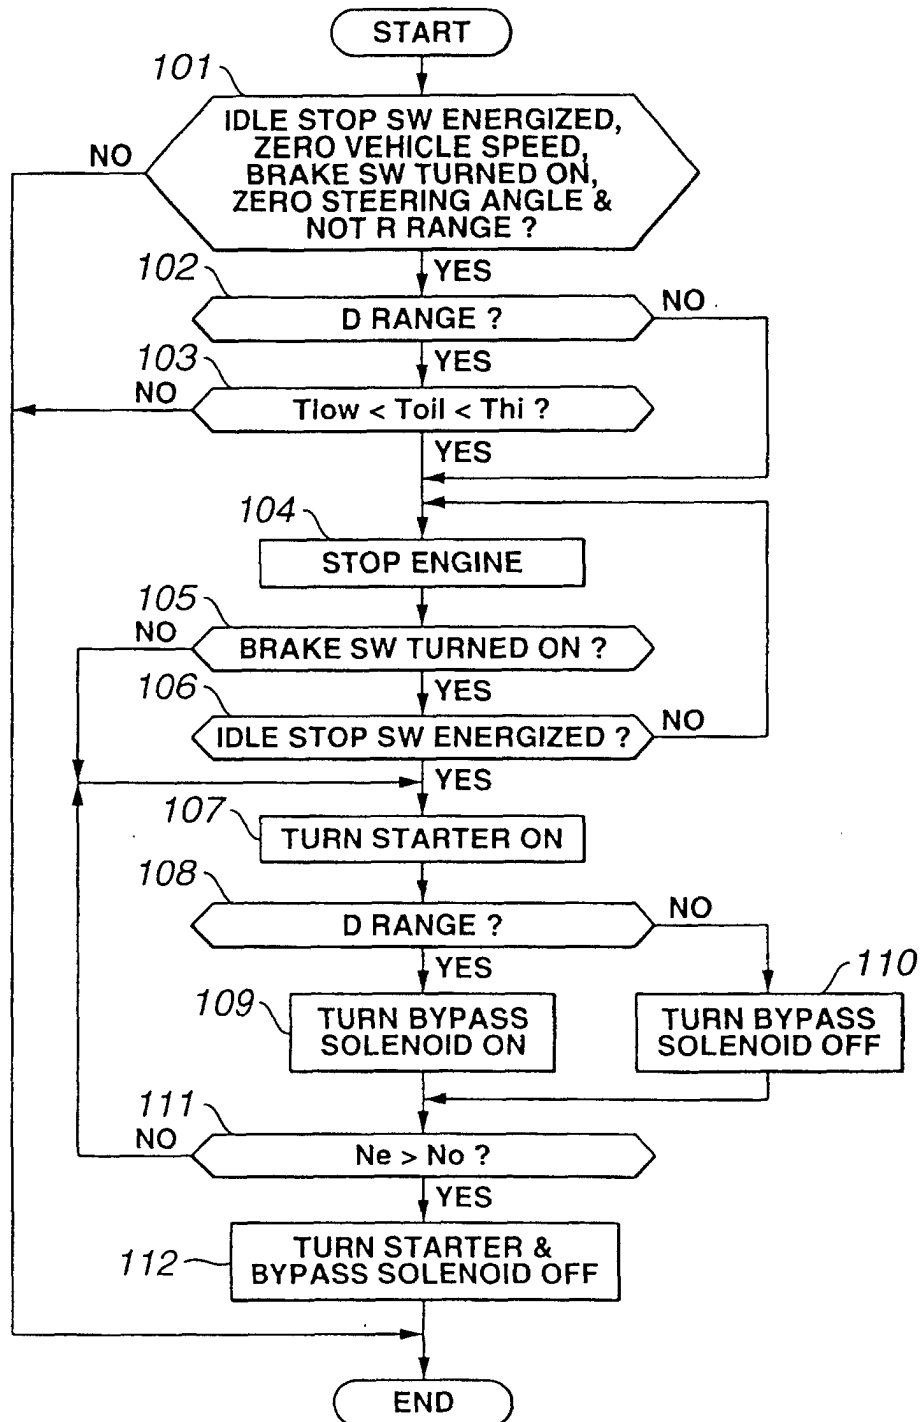 START
101
IDLE STOP SW ENERGIZED,
ZERO VEHICLE SPEED,
BRAKE SW TURNED ON,
ZERO STEERING ANGLE &
NOT R RANGE ?
NO
YES
102
D RANGE ?
NO
YES
103
NO
Tlow < Toil < Thi ?
YES
104
STOP ENGINE
105
NO
BRAKE SW TURNED ON ?
YES
106
IDLE STOP SW ENERGIZED ?
NO
YES
107
TURN STARTER ON
108
D RANGE ?
NO
YES
109
TURN BYPASS
SOLENOID ON
110
TURN BYPASS
SOLENOID OFF
111
NO
Ne > No ?
YES
112
TURN STARTER &
BYPASS SOLENOID OFF
END